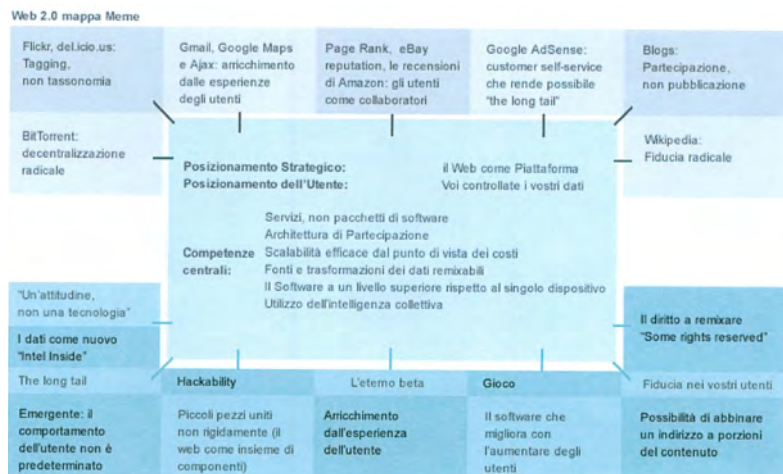 Web 2.0 mappa Meme
Flickr, del.icio.us:
Tagging,
non tassonomia
Gmail, Google Maps
e Ajax: arricchimento
dalle esperienze
degli utenti
Page Rank, eBay
reputation, le recensioni
di Amazon: gli utenti
come collaboratori
Google AdSense:
customer self-service
che rende possibile
"the long tail"
Blogs:
Partecipazione,
non pubblicazione
BitTorrent:
decentralizzazione
radicale
Wikipedia:
Fiducia radicale
Posizionamento Strategico: il Web come Piattaforma
Posizionamento dell'Utente: Voi controllate i vostri dati
Servizi, non pacchetti di software
Architettura di Partecipazione
Competenze Scalabilità efficace dal punto di vista dei costi
centrali: Fonti e trasformazioni dei dati remixabili
Il Software a un livello superiore rispetto al singolo dispositivo
Utilizzo dell'intelligenza collettiva
"Un'attitudine,
non una tecnologia"
I dati come nuovo
"Intel Inside"
Il diritto a remixare
"Some rights reserved"
The long tail
Hackability
L'eterno beta
Gioco
Fiducia nei vostri utenti
Emergente: il
comportamento
dell'utente non è
predeterminato
Piccoli pezzi uniti
non rigidamente (il
web come insieme di
componenti)
Arricchimento
dall'esperienza
dell'utente
Il software che
migliora con
l'aumentare degli
utenti
Possibilità di abbinare
un indirizzo a porzioni
del contenuto